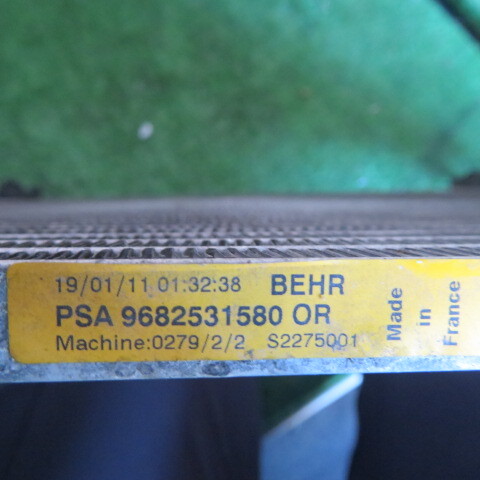 19/01/11 01:32:38 BEHR
PSA 9682531580 OR
Machine:0279/2/2 S2275001
Made
in
France